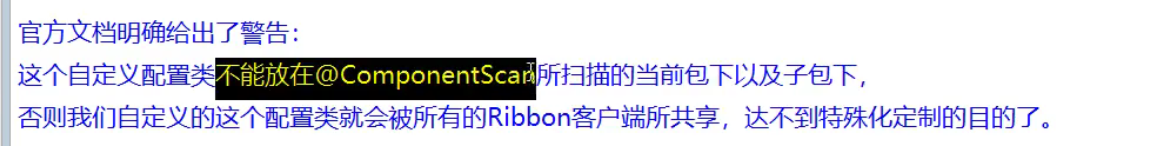 官方文档明确给出了警告：
这个自定义配置类不能放在@ComponentScan所扫描的当前包下以及子包下，
否则我们自定义的这个配置类就会被所有的Ribbon客户端所共享，达不到特殊化定制的目的了。